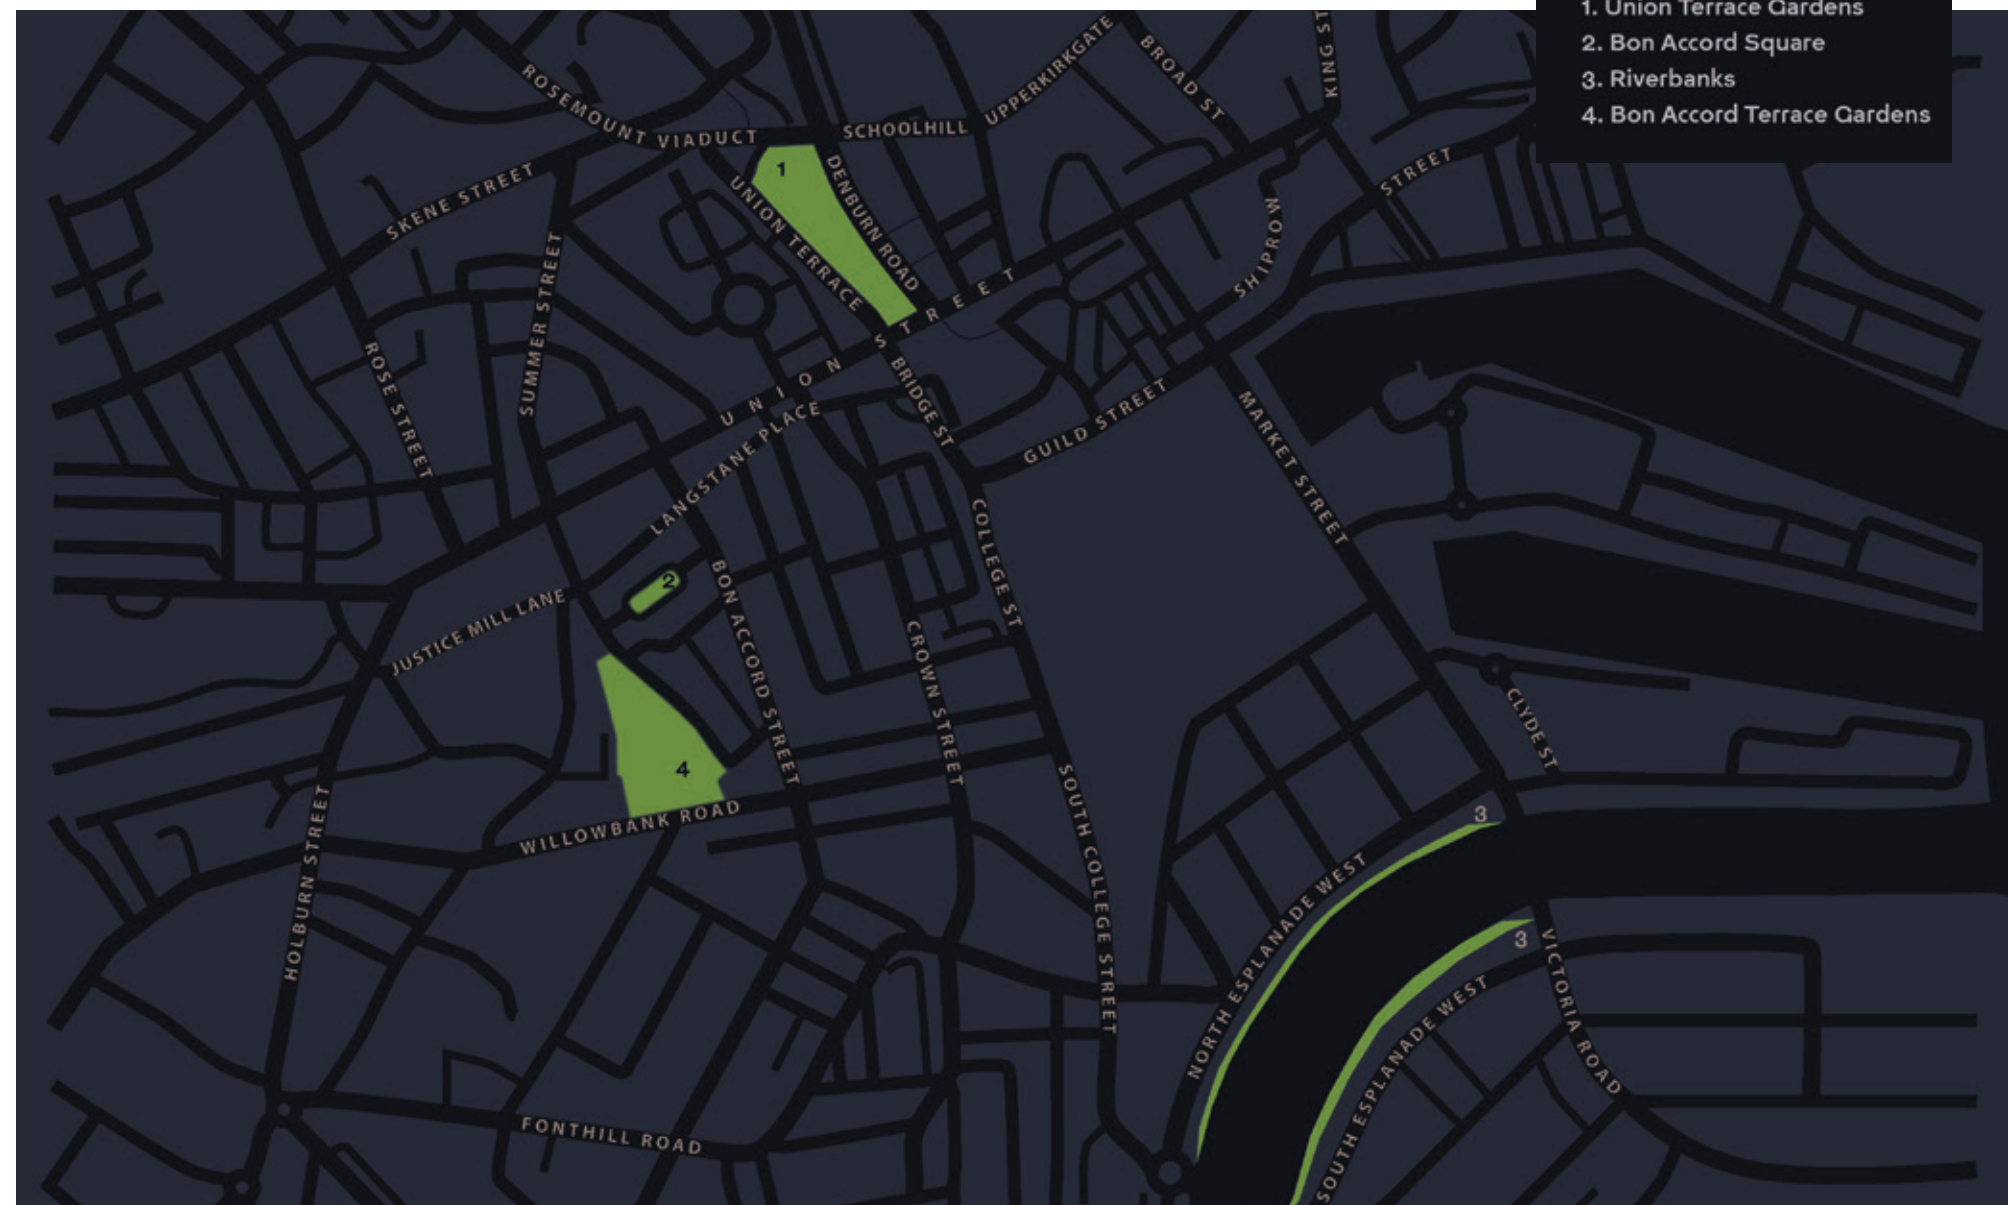 1. Union Terrace Gardens
2. Bon Accord Square
3. Riverbanks
4. Bon Accord Terrace Gardens
ROSEMOUNT VIADUCT
SCHOOLHILL
UPPERKIRKGATE
BROAD ST
KING ST
SKENE STREET
1
UNION TERRACE
DENBURN ROAD
STREET
SHIPROW
SUMMER STREET
ROSE STREET
UNION STREET
BRIDGE ST
LANGSTANE PLACE
GUILD STREET
MARKET STREET
COLLEGE ST
2
JUSTICE MILL LANE
BON ACCORD STREET
CROWN STREET
4
CLYDE ST
WILLOWBANK ROAD
HOLBURN STREET
SOUTH COLLEGE STREET
3
NORTH ESPLANADE WEST
3
SOUTH ESPLANADE WEST
VICTORIA ROAD
FONTHILL ROAD